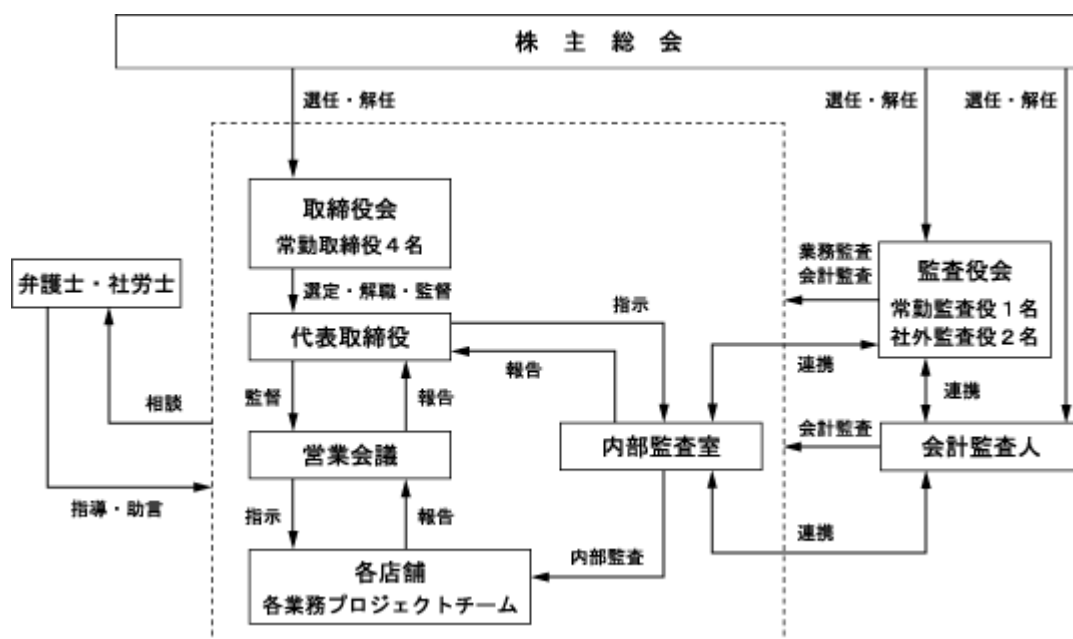 株主総会
選任・解任
選任・解任
選任・解任
取締役会
常勤取締役4名
弁護士・社労士
選定・解職・監督
業務監査
会計監査
監査役会
常勤監査役1名
社外監査役2名
代表取締役
指示
報告
連携
連携
相談
監督
報告
営業会議
内部監査室
会計監査
会計監査人
指導・助言
指示
報告
連携
内部監査
各店舗
各業務プロジェクトチーム